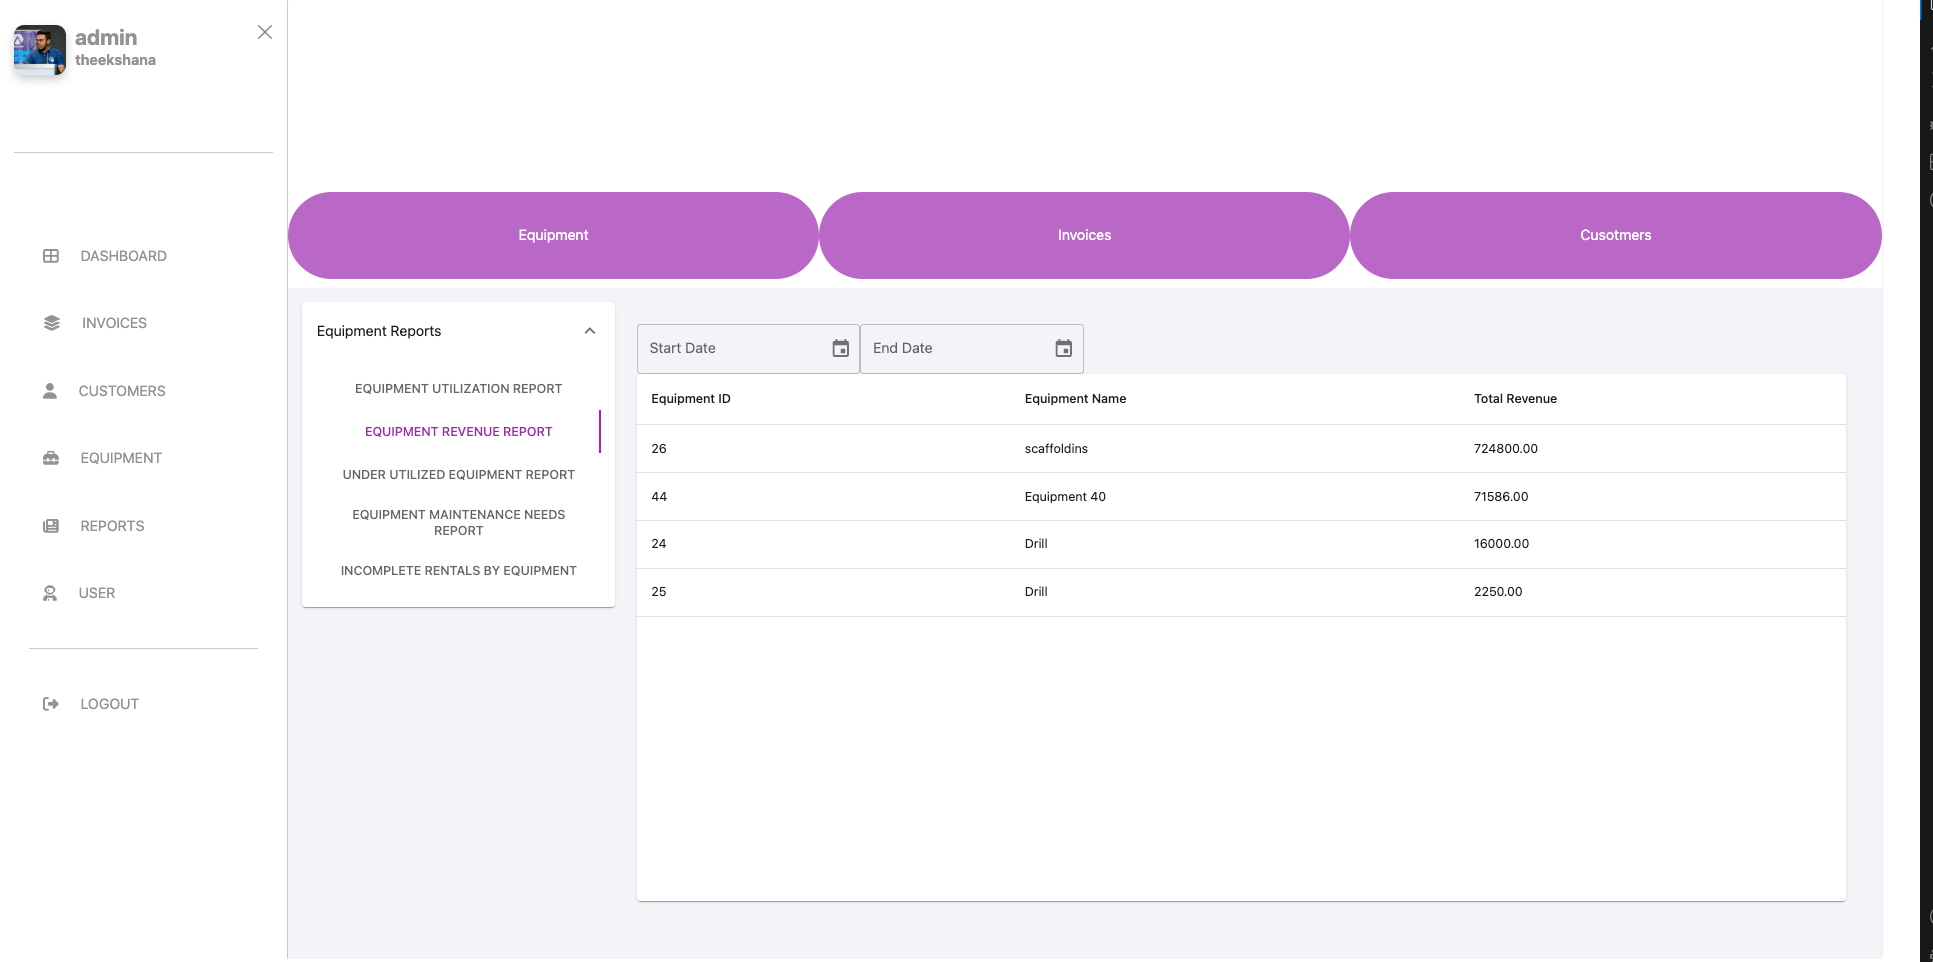 admin
theekshana
DASHBOARD
INVOICES
CUSTOMERS
EQUIPMENT
REPORTS
USER
LOGOUT
Equipment
Invoices
Cusotmers
Equipment Reports
EQUIPMENT UTILIZATION REPORT
EQUIPMENT REVENUE REPORT
UNDER UTILIZED EQUIPMENT REPORT
EQUIPMENT MAINTENANCE NEEDS
REPORT
INCOMPLETE RENTALS BY EQUIPMENT
Start Date
End Date
Equipment ID Equipment Name Total Revenue
26 scaffoldins 724800.00
44 Equipment 40 71586.00
24 Drill 16000.00
25 Drill 2250.00